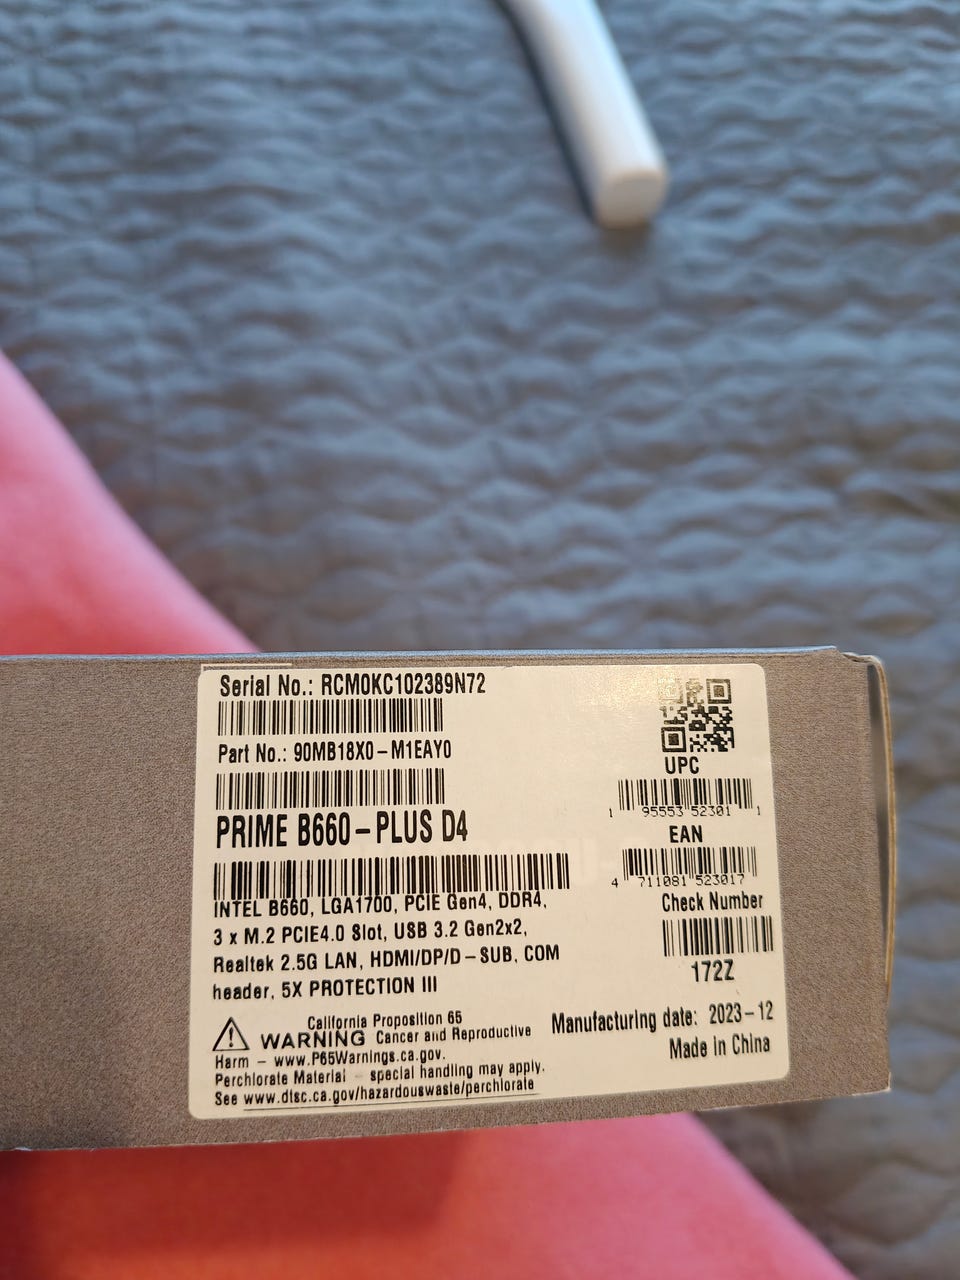 Serial No.: RCM0KC102389N72
Part No.: 90MB18X0-M1EAY0
PRIME B660-PLUS D4
INTEL B660, LGA1700, PCIE Gen4, DDR4,
3 x M.2 PCIE4.0 Slot, USB 3.2 Gen2x2,
Realtek 2.5G LAN, HDMI/DP/D-SUB, COM
header, 5X PROTECTION III
California Proposition 65
WARNING Cancer and Reproductive
Harm - www.P65Warnings.ca.gov.
Perchlorate Material - special handling may apply.
See www.dtsc.ca.gov/hazardouswaste/perchlorate
UPC
1 95553 52301 1
EAN
4 711081 523017
Check Number
172Z
Manufacturing date: 2023-12
Made in China